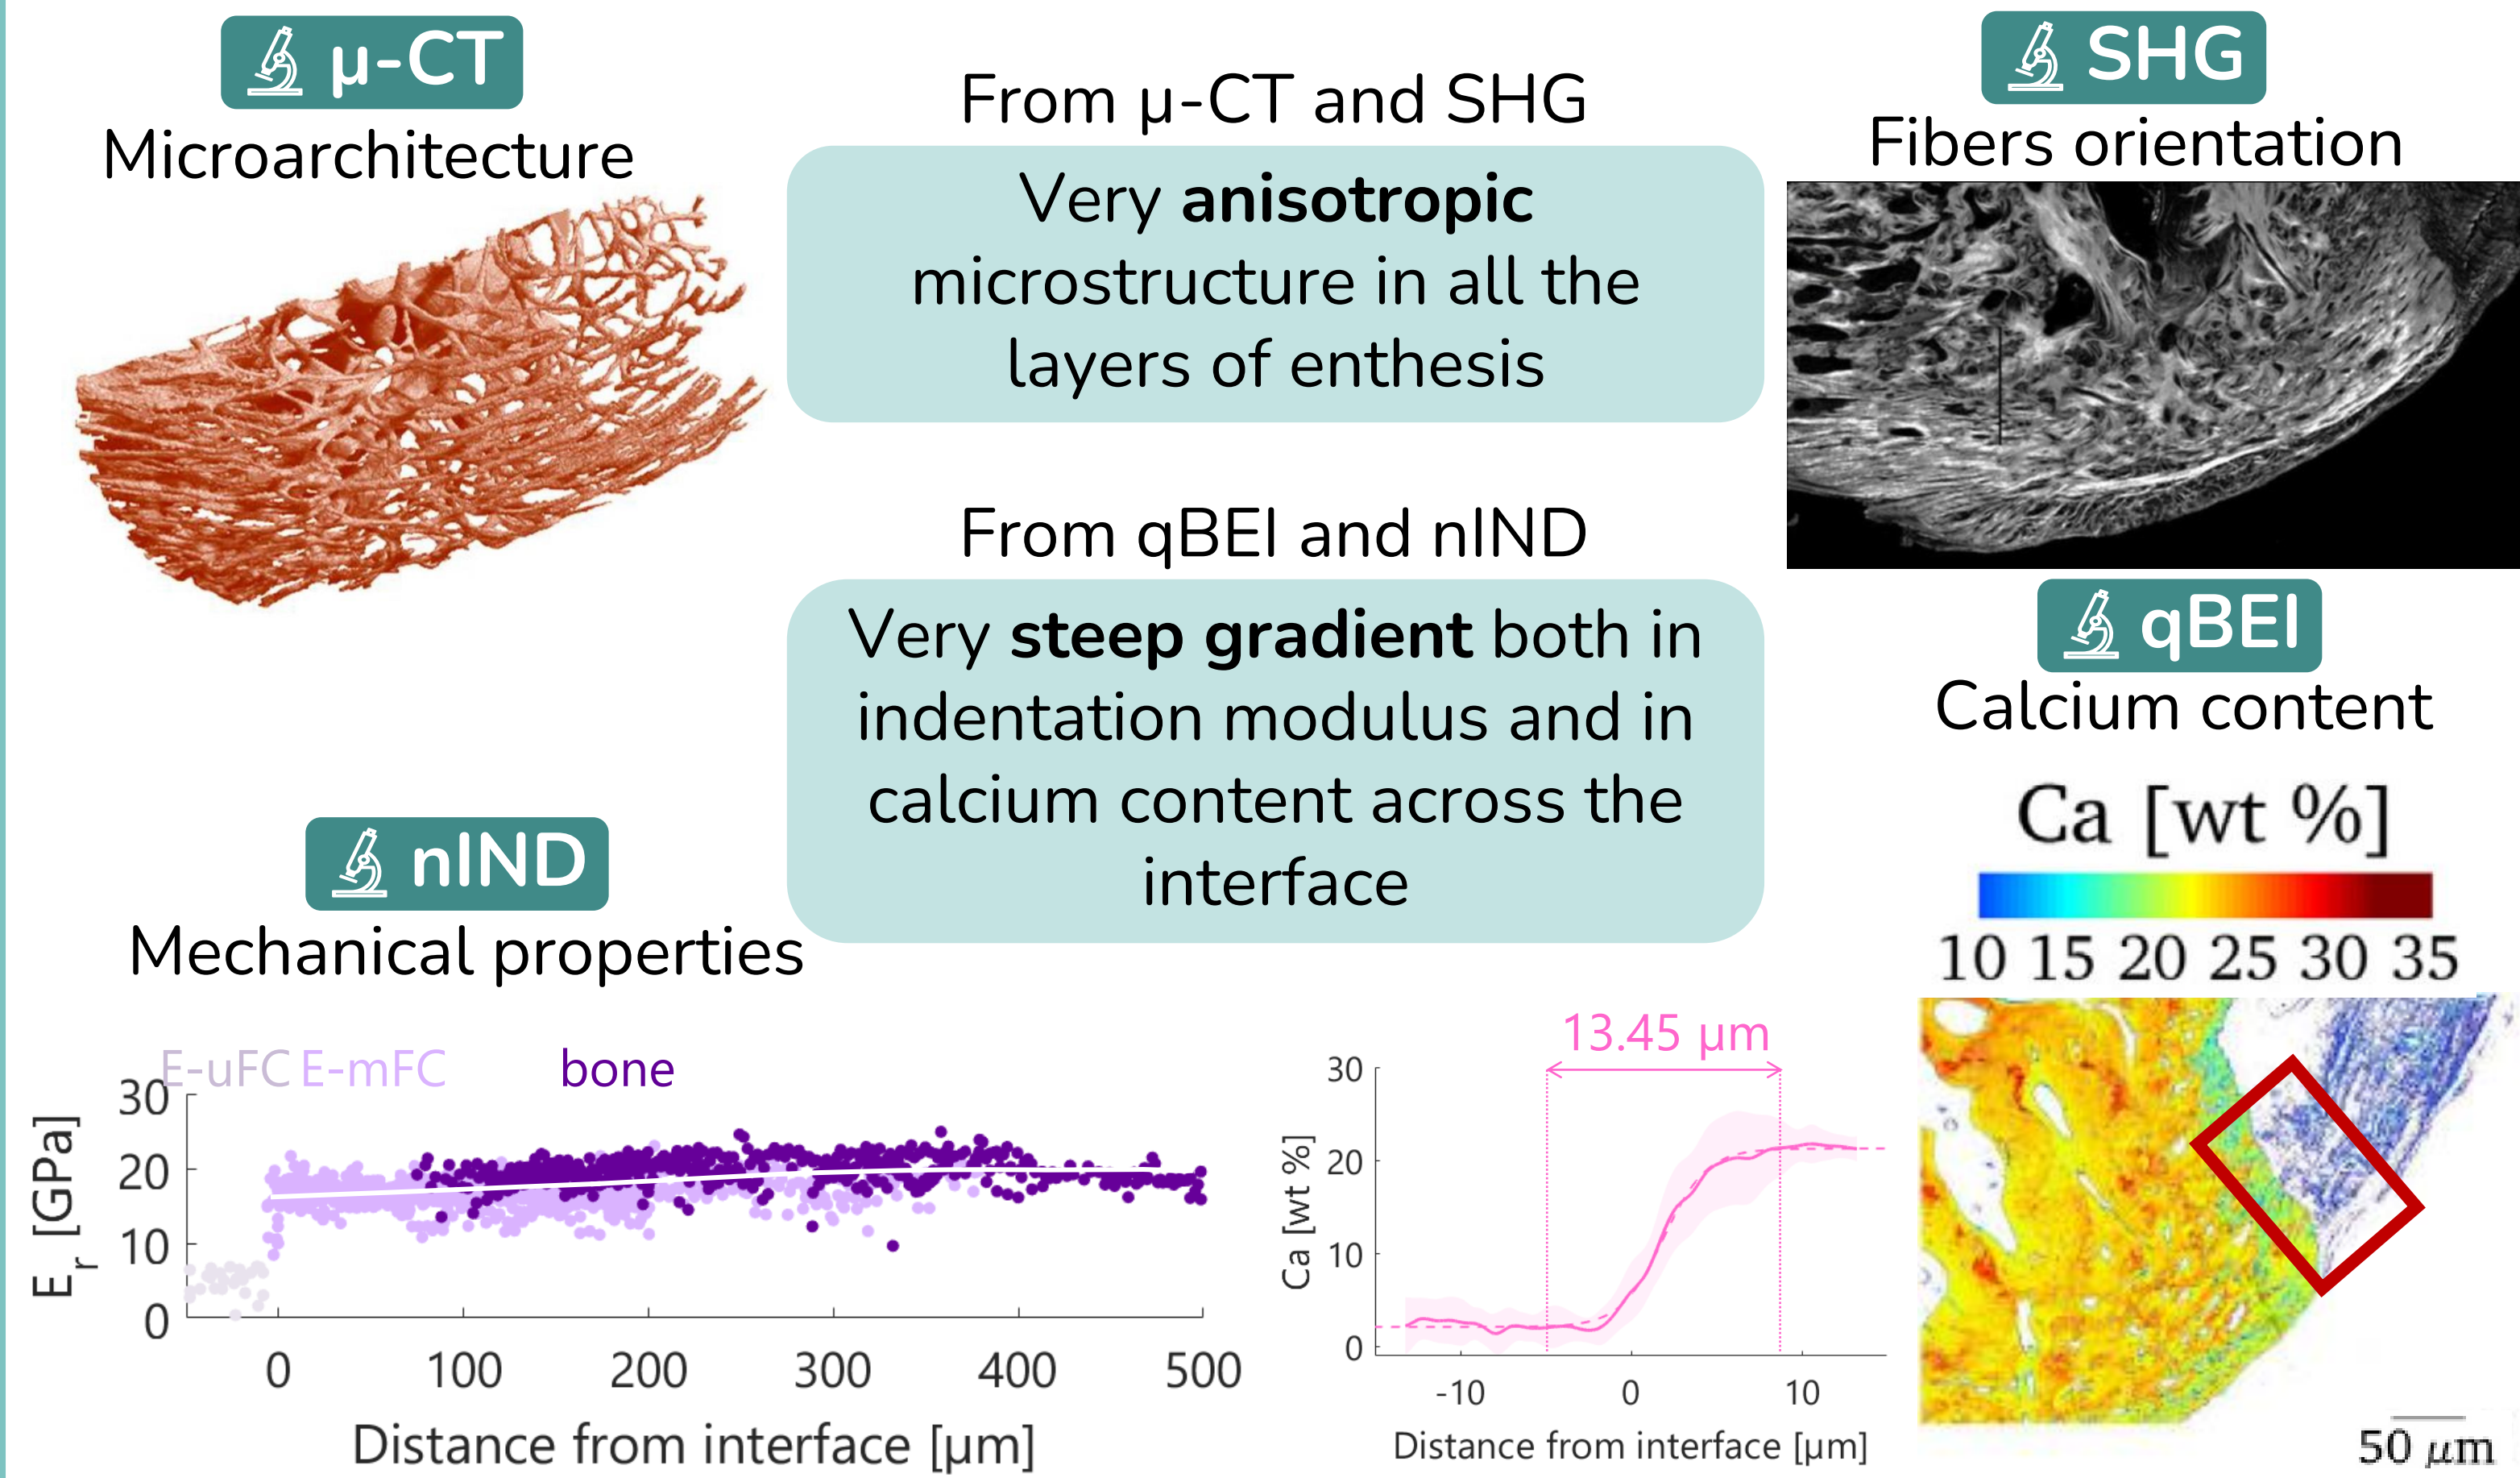 μ-CT
Microarchitecture
From μ-CT and SHG
Very anisotropic
microstructure in all the
layers of enthesis
SHG
Fibers orientation
From qBEI and nIND
Very steep gradient both in
indentation modulus and in
calcium content across the
interface
qBEI
Calcium content
Ca [wt %]
10 15 20 25 30 35
50 μm
nIND
Mechanical properties
E-uFC E-mFC bone
E_r [GPa]
30
20
10
0
0 100 200 300 400 500
Distance from interface [μm]
13.45 μm
Ca [wt %]
30
20
10
0
-10 0 10
Distance from interface [μm]